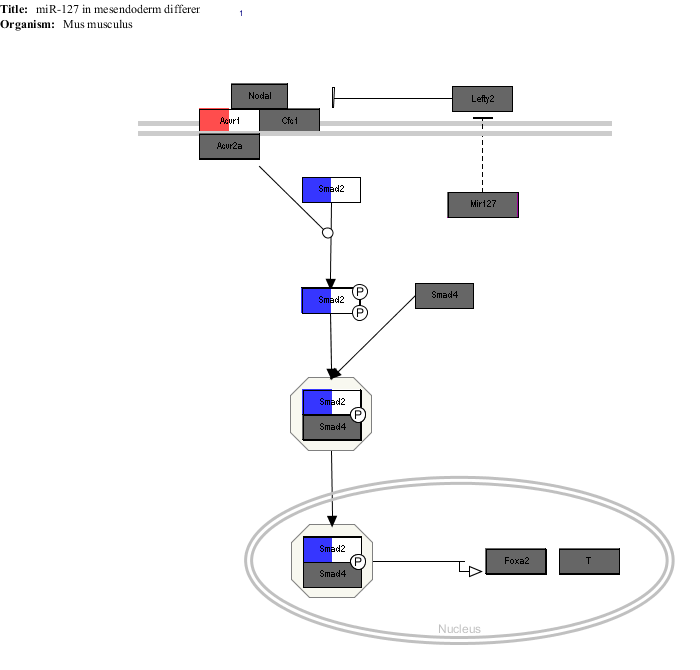 Title: miR-127 in mesendoderm differer
1
Organism: Mus musculus
Nodal
Lefty2
Acvr1
Cfc1
Acvr2a
Smad2
Mir127
Smad2
P
P
Smad4
Smad2
P
Smad4
Smad2
P
Smad4
Foxa2
T
Nucleus